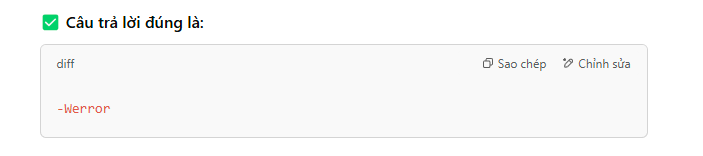 ✅ Câu trả lời đúng là:
diff Sao chép Chỉnh sửa
-Werror